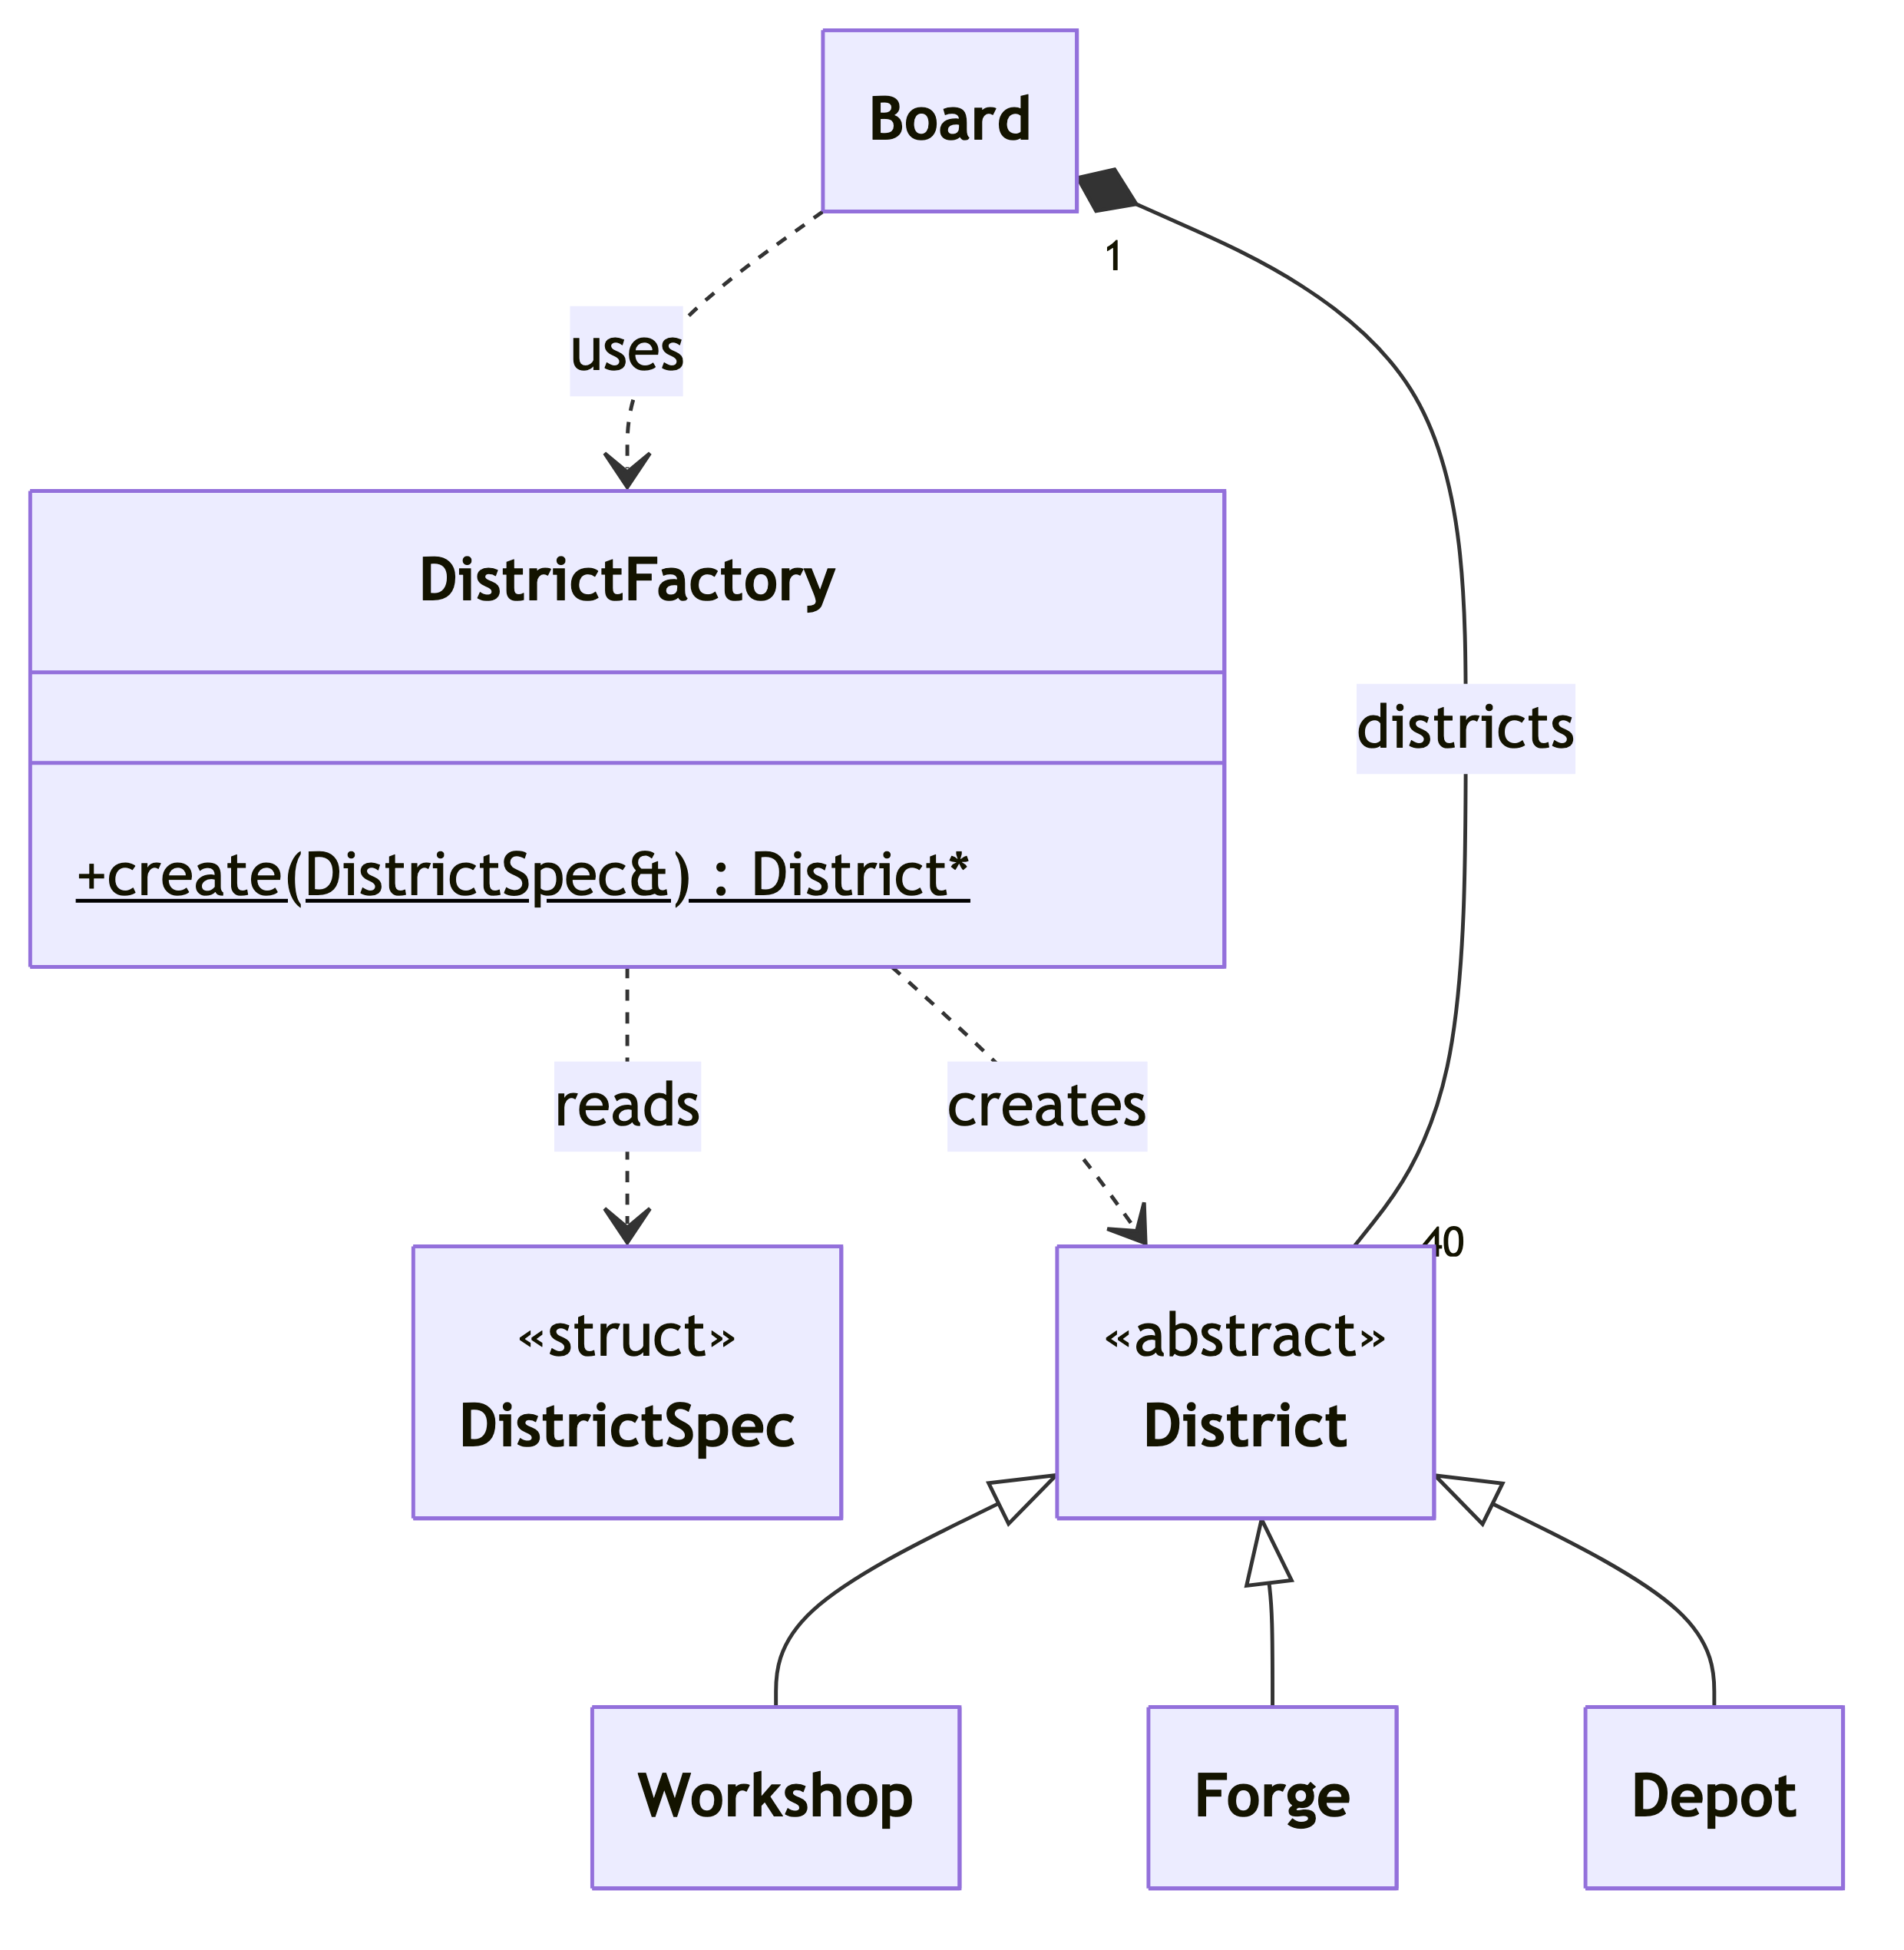 Board
1
uses
DistrictFactory
districts
+create(DistrictSpec&) : District*
reads
creates
40
«struct»
DistrictSpec
«abstract»
District
Workshop
Forge
Depot